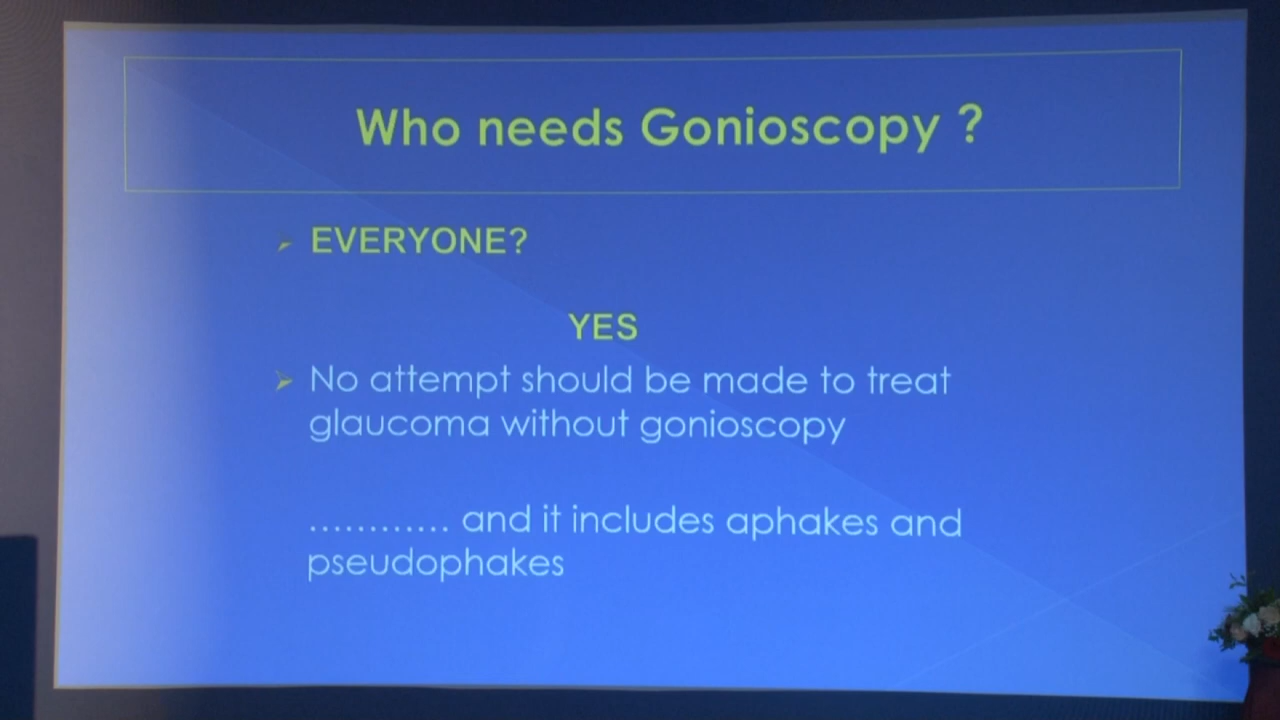 Who needs Gonioscopy ?
➢ EVERYONE?
YES
➢ No attempt should be made to treat
glaucoma without gonioscopy
………… and it includes aphakes and
pseudophakes